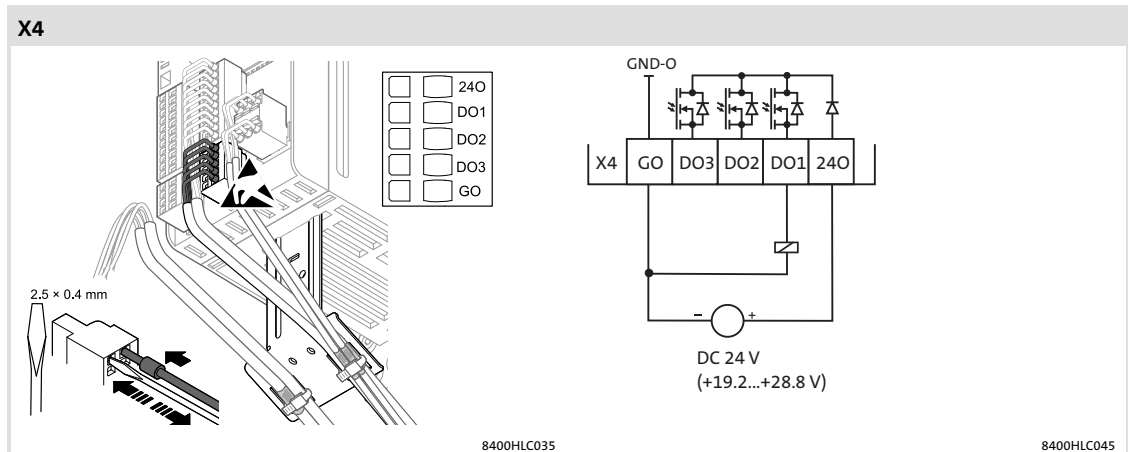 X4
24O
DO1
DO2
DO3
GO
2.5 × 0.4 mm
8400HLC035
GND-O
X4 GO DO3 DO2 DO1 24O
– +
DC 24 V
(+19.2...+28.8 V)
8400HLC045